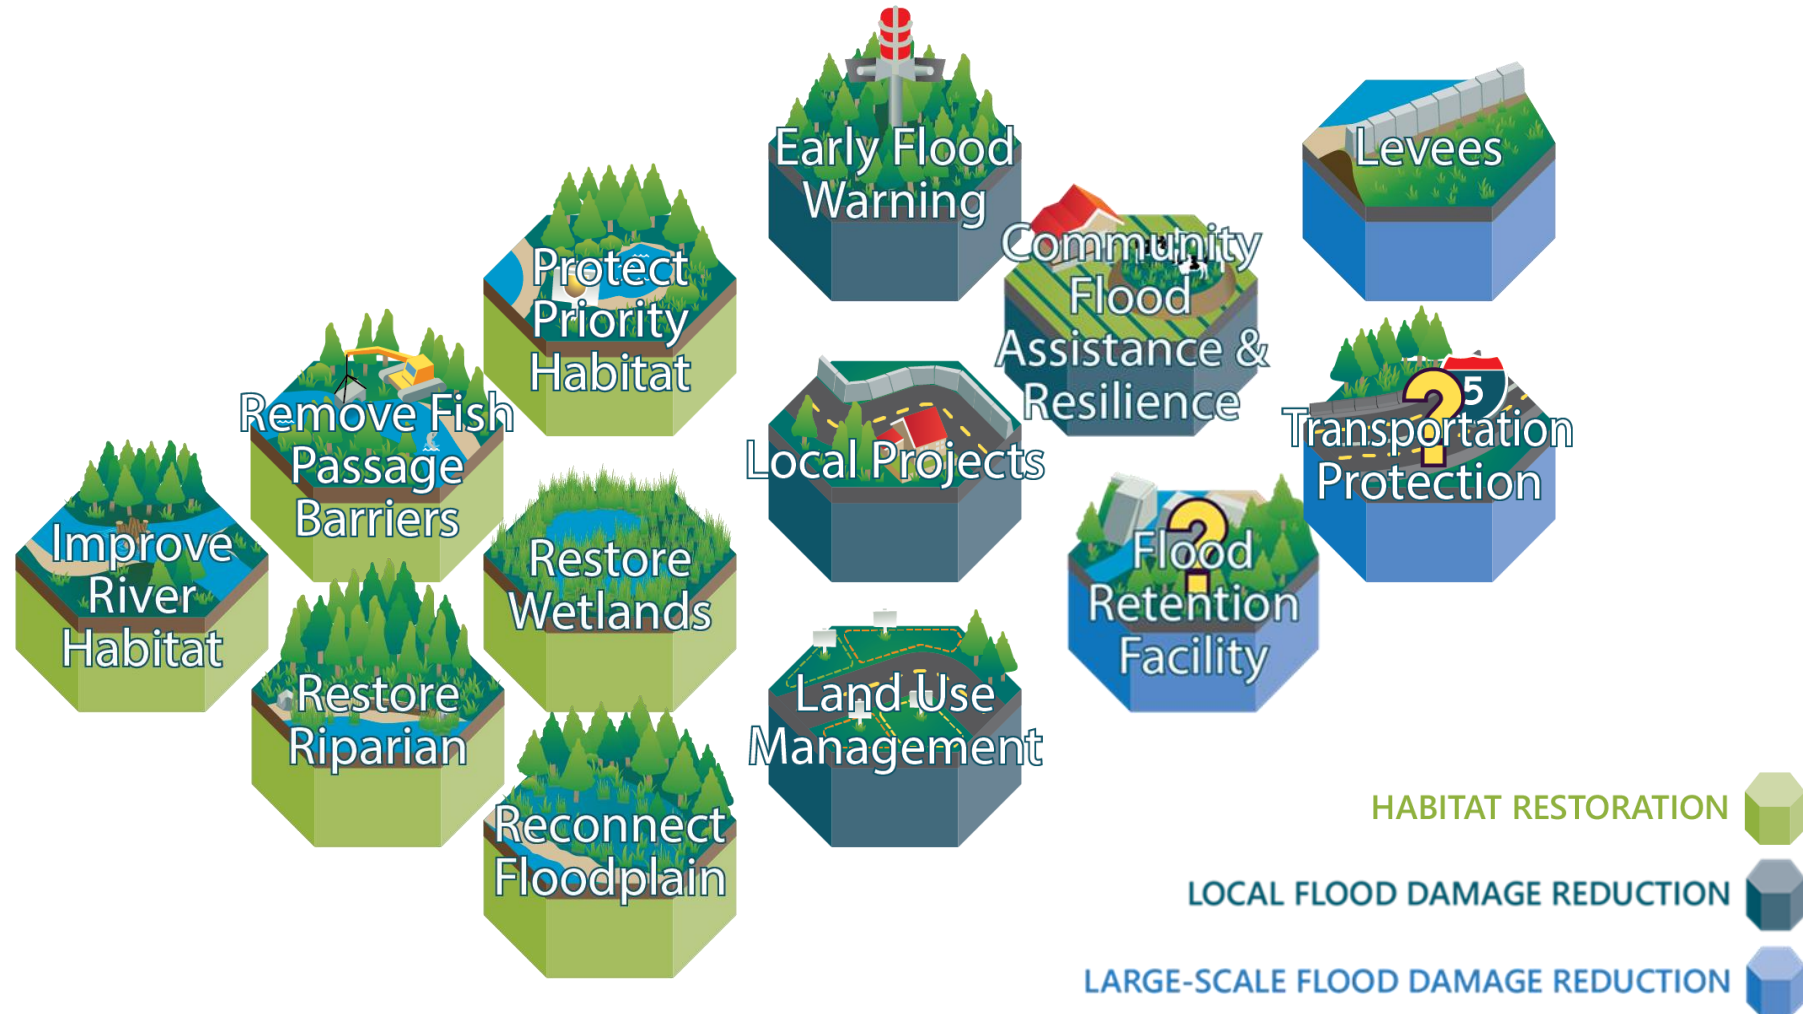 Early Flood
Warning
Levees
Community
Flood
Assistance &
Resilience
Protect
Priority
Habitat
Remove Fish
Passage
Barriers
Local Projects
5
?
Transportation
Protection
Improve
River
Habitat
Restore
Wetlands
?
Flood
Retention
Facility
Restore
Riparian
Land Use
Management
Reconnect
Floodplain
HABITAT RESTORATION
LOCAL FLOOD DAMAGE REDUCTION
LARGE-SCALE FLOOD DAMAGE REDUCTION